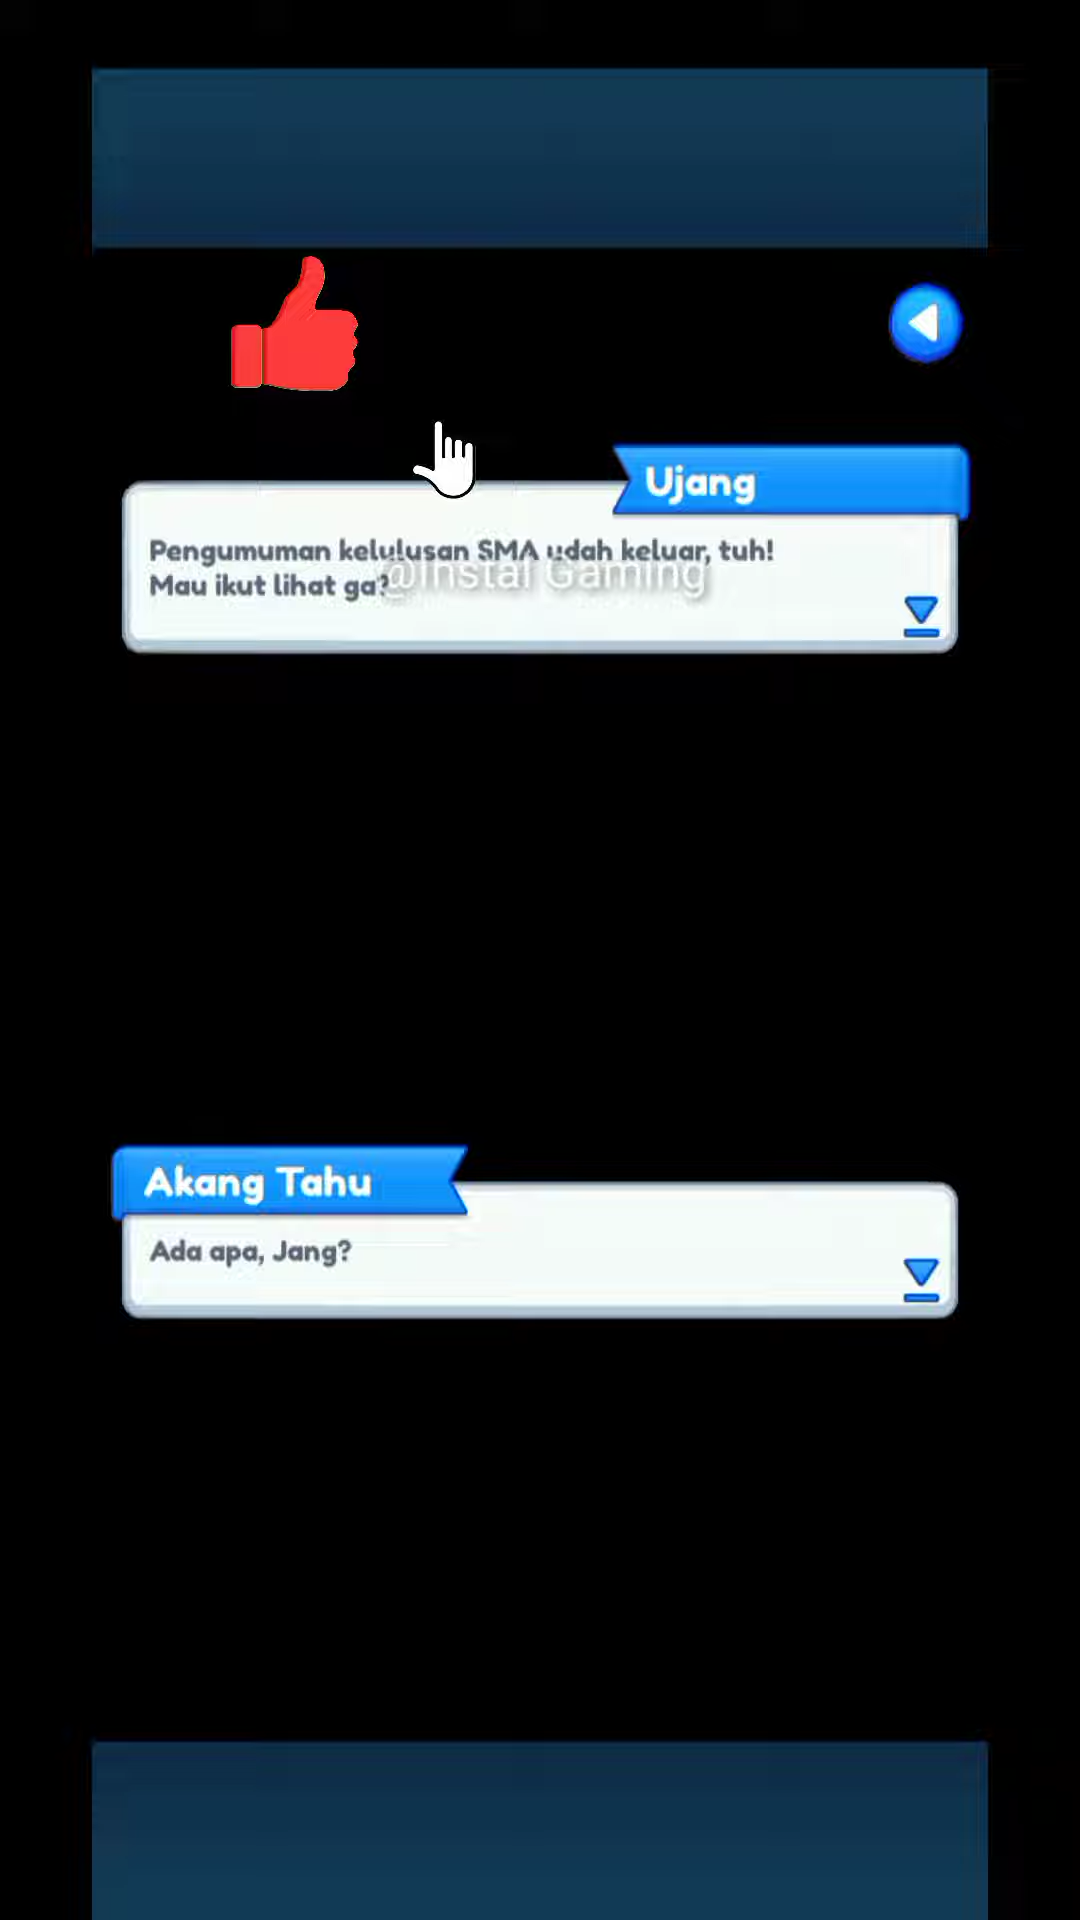 Ujang
Pengumuman kelulusan SMA udah keluar, tuh!
Mau ikut lihat ga?
@Instal Gaming
Akang Tahu
Ada apa, Jang?